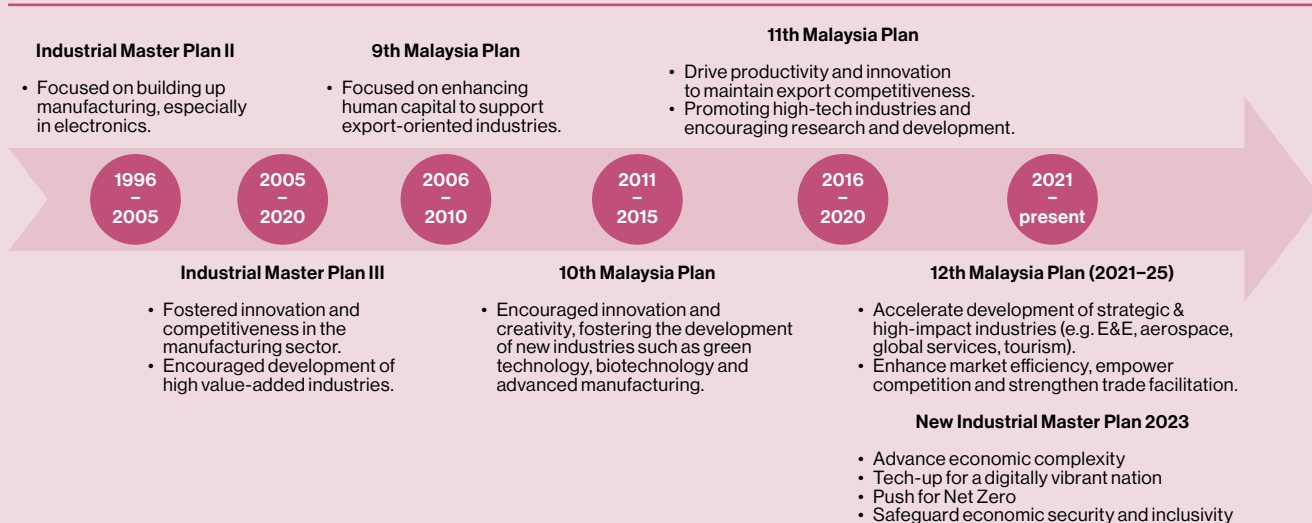 Industrial Master Plan II
• Focused on building up
manufacturing, especially
in electronics.
9th Malaysia Plan
• Focused on enhancing
human capital to support
export-oriented industries.
11th Malaysia Plan
• Drive productivity and innovation
to maintain export competitiveness.
• Promoting high-tech industries and
encouraging research and development.
1996
–
2005
2005
–
2020
2006
–
2010
2011
–
2015
2016
–
2020
2021
–
present
Industrial Master Plan III
• Fostered innovation and
competitiveness in the
manufacturing sector.
• Encouraged development of
high value-added industries.
10th Malaysia Plan
• Encouraged innovation and
creativity, fostering the development
of new industries such as green
technology, biotechnology and
advanced manufacturing.
12th Malaysia Plan (2021–25)
• Accelerate development of strategic &
high-impact industries (e.g. E&E, aerospace,
global services, tourism).
• Enhance market efficiency, empower
competition and strengthen trade facilitation.
New Industrial Master Plan 2023
• Advance economic complexity
• Tech-up for a digitally vibrant nation
• Push for Net Zero
• Safeguard economic security and inclusivity